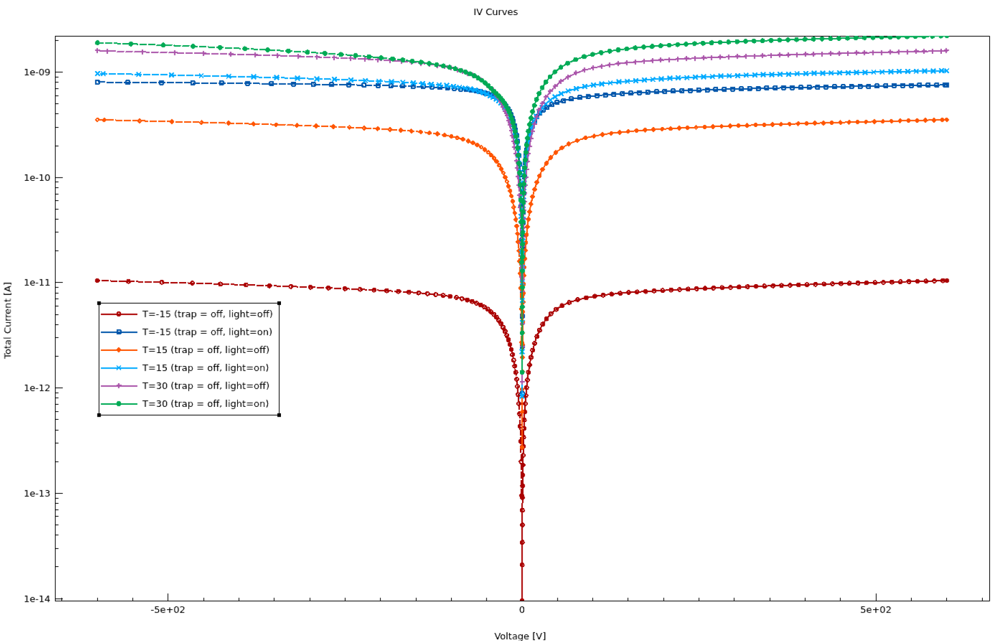 IV Curves
1e-09
1e-10
1e-11
1e-12
1e-13
1e-14
Total Current [A]
T=-15 (trap = off, light=off)
T=-15 (trap = off, light=on)
T=15 (trap = off, light=off)
T=15 (trap = off, light=on)
T=30 (trap = off, light=off)
T=30 (trap = off, light=on)
-5e+02 0 5e+02
Voltage [V]